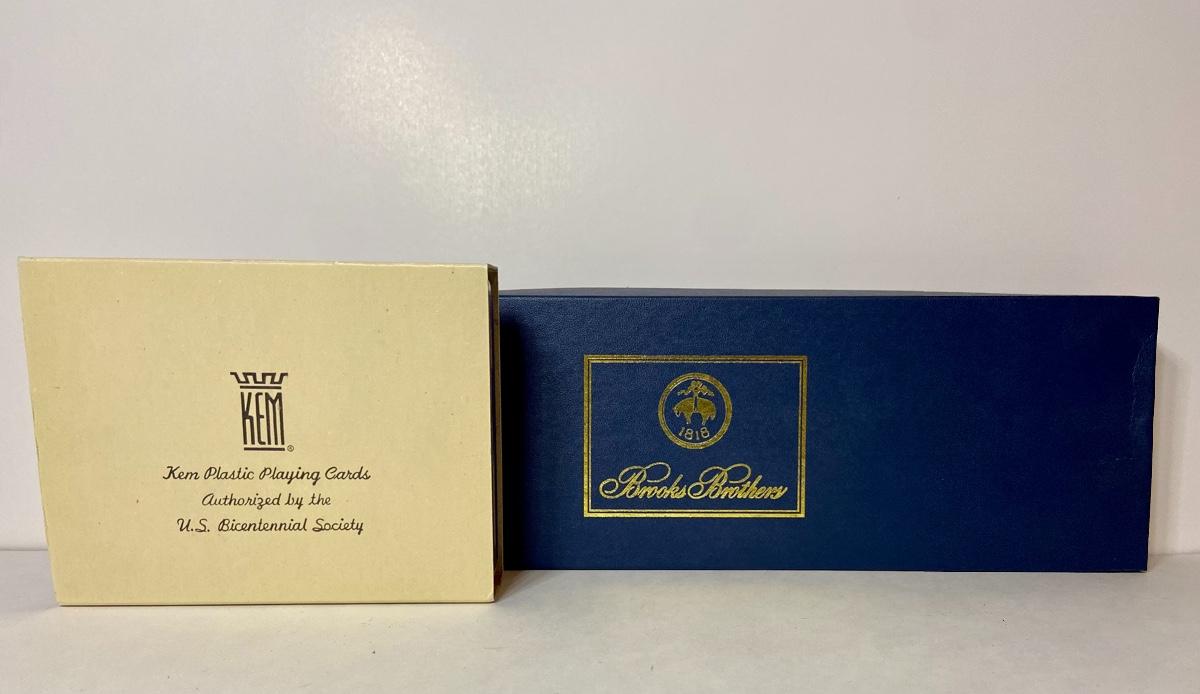 KEM®
Kem Plastic Playing Cards
Authorized by the
U.S. Bicentennial Society
1818
Brooks Brothers